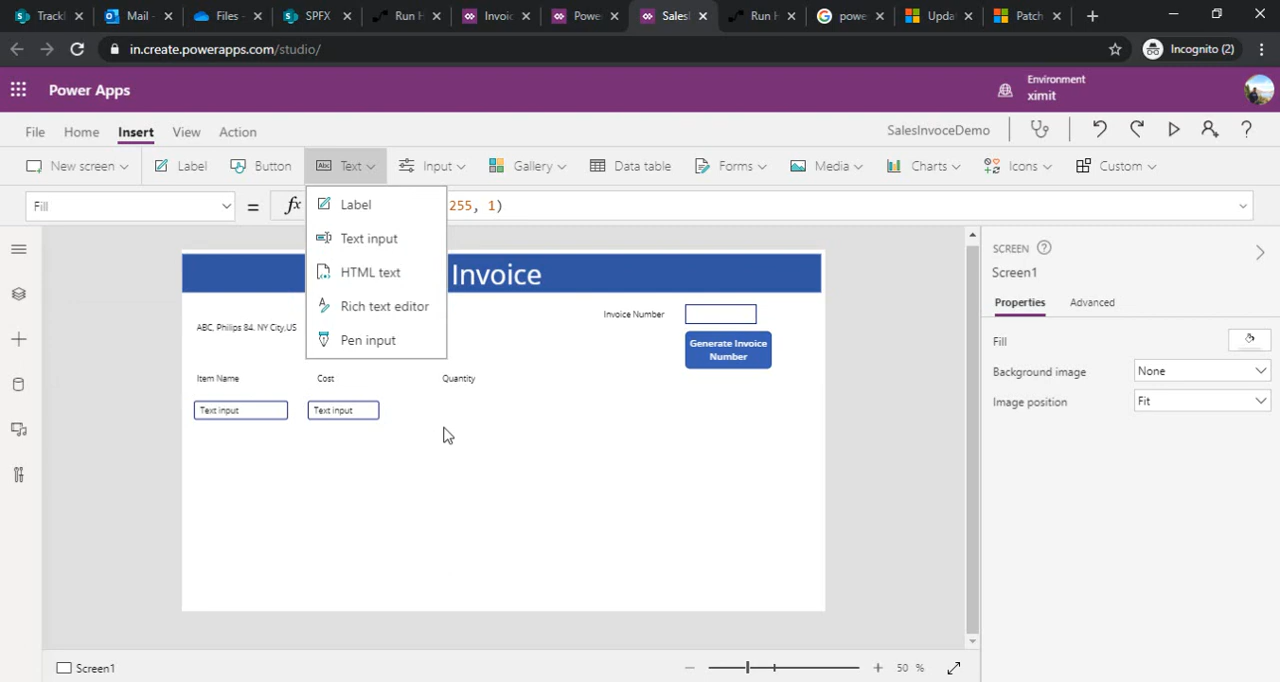 Trackl
Mail -
Files -
SPFX
Run H
Invoic
Power
Sales
Run H
powe
Upda
Patch
in.create.powerapps.com/studio/
Incognito (2)
Power Apps
Environment
ximit
File
Home
Insert
View
Action
SalesInvoceDemo
New screen
Label
Button
Text
Input
Gallery
Data table
Forms
Media
Charts
Icons
Custom
Fill
=
fx
255, 1)
Label
Text input
HTML text
Rich text editor
Pen input
Invoice
ABC, Philips 84, NY City,US
Invoice Number
Generate Invoice
Number
Item Name
Cost
Quantity
Text input
Text input
SCREEN
Screen1
Properties
Advanced
Fill
Background image
None
Image position
Fit
Screen1
50 %